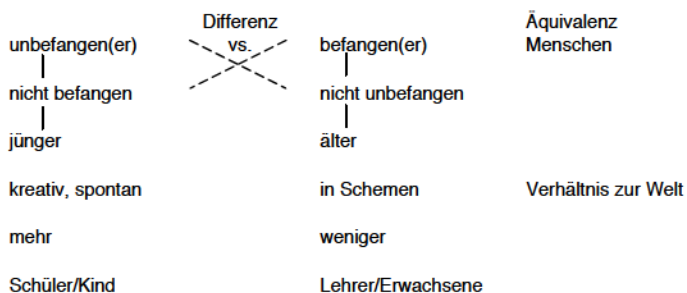 Differenz Äquivalenz
unbefangen(er) vs. befangen(er) Menschen
nicht befangen nicht unbefangen
jünger älter
kreativ, spontan in Schemen Verhältnis zur Welt
mehr weniger
Schüler/Kind Lehrer/Erwachsene